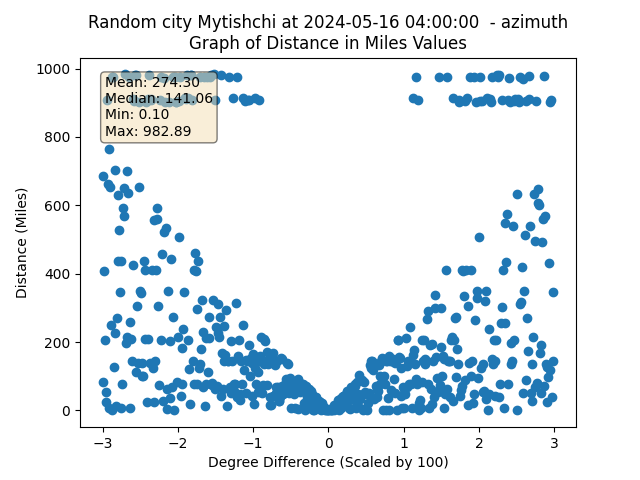 Random city Mytishchi at 2024-05-16 04:00:00  - azimuth
Graph of Distance in Miles Values
1000
800
600
400
200
0
Mean: 274.30
Median: 141.06
Min: 0.10
Max: 982.89
Distance (Miles)
−3 −2 −1 0 1 2 3
Degree Difference (Scaled by 100)